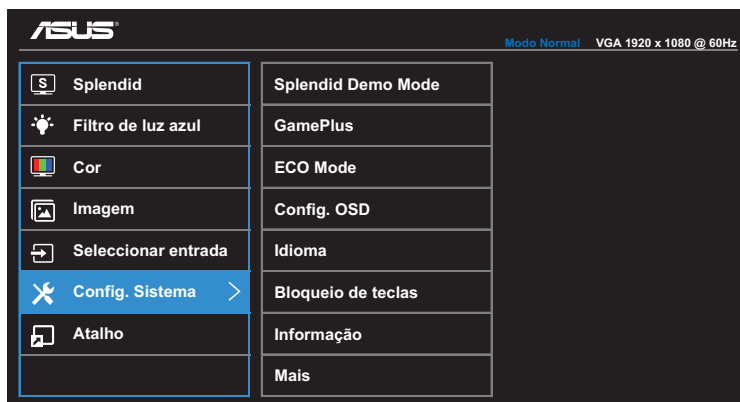 ASUS
Modo Normal VGA 1920 x 1080 @ 60Hz
S Splendid
Filtro de luz azul
Cor
Imagem
Seleccionar entrada
Config. Sistema
Atalho
Splendid Demo Mode
GamePlus
ECO Mode
Config. OSD
Idioma
Bloqueio de teclas
Informação
Mais